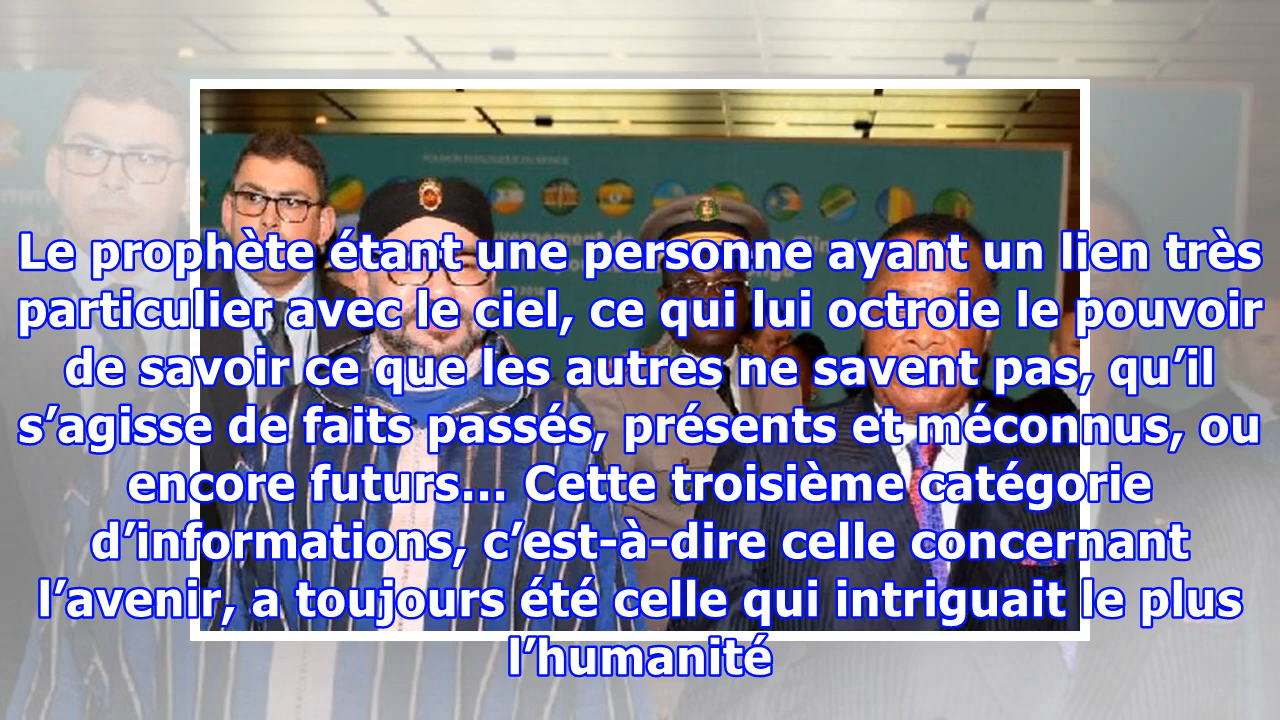 Le prophète étant une personne ayant un lien très
particulier avec le ciel, ce qui lui octroie le pouvoir
de savoir ce que les autres ne savent pas, qu’il
s’agisse de faits passés, présents et méconnus, ou
encore futurs... Cette troisième catégorie
d’informations, c’est-à-dire celle concernant
l’avenir, a toujours été celle qui intriguait le plus
l’humanité